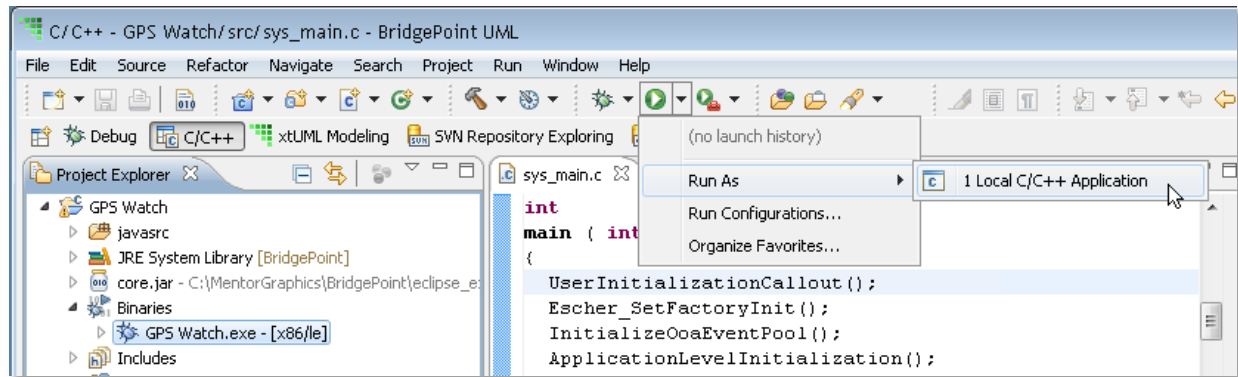 C/C++ - GPS Watch/src/sys_main.c - BridgePoint UML
File Edit Source Refactor Navigate Search Project Run Window Help
Debug C/C++ xtUML Modeling SVN Repository Exploring
(no launch history)
Project Explorer
sys_main.c
Run As
1 Local C/C++ Application
GPS Watch
int
Run Configurations...
javasrc
main ( int
JRE System Library [BridgePoint]
{
Organize Favorites...
core.jar - C:\MentorGraphics\BridgePoint\eclipse_e
UserInitializationCallout();
Binaries
Escher_SetFactoryInit();
GPS Watch.exe - [x86/le]
InitializeOoaEventPool();
Includes
ApplicationLevelInitialization();